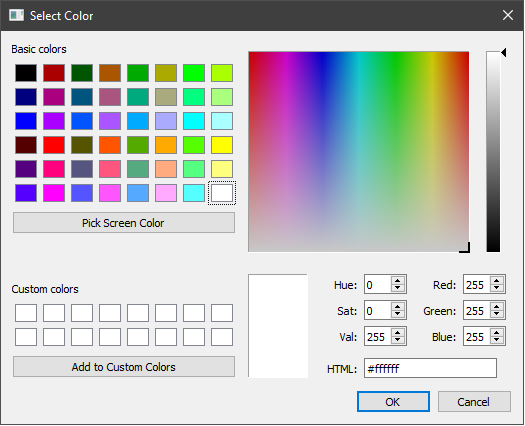 Select Color
Basic colors
Pick Screen Color
Custom colors
Add to Custom Colors
Hue: 0 Red: 255
Sat: 0 Green: 255
Val: 255 Blue: 255
HTML: #ffffff
OK Cancel